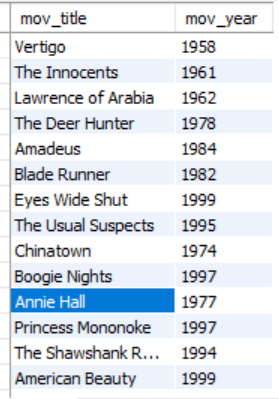 mov_title mov_year
Vertigo 1958
The Innocents 1961
Lawrence of Arabia 1962
The Deer Hunter 1978
Amadeus 1984
Blade Runner 1982
Eyes Wide Shut 1999
The Usual Suspects 1995
Chinatown 1974
Boogie Nights 1997
Annie Hall 1977
Princess Mononoke 1997
The Shawshank R... 1994
American Beauty 1999